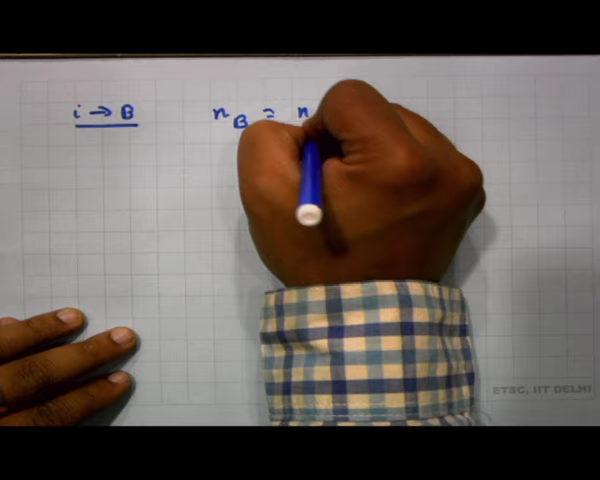 i → B n_B = n
ETSC, IIT DELHI